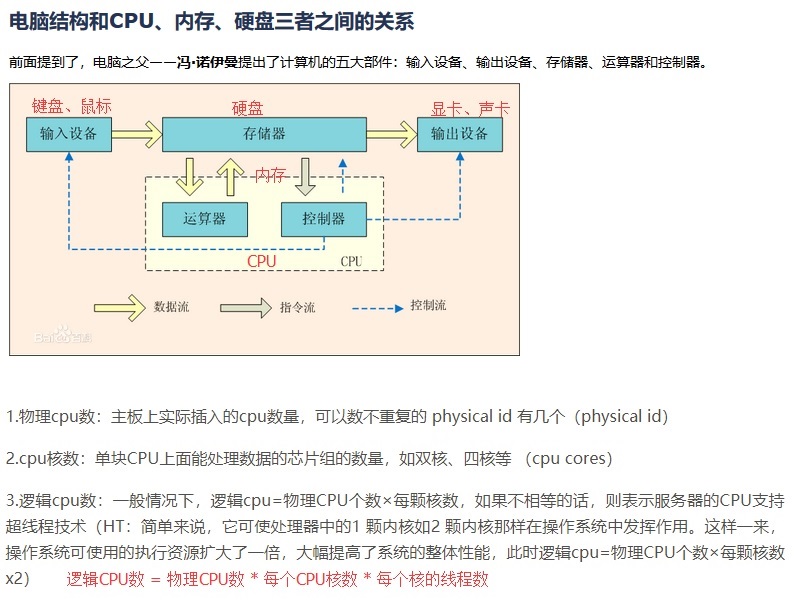 电脑结构和CPU、内存、硬盘三者之间的关系
前面提到了，电脑之父——冯·诺伊曼提出了计算机的五大部件：输入设备、输出设备、存储器、运算器和控制器。
键盘、鼠标
硬盘
显卡、声卡
输入设备
存储器
输出设备
内存
运算器
控制器
CPU
CPU
数据流
指令流
控制流
Baidu百科
1.物理cpu数：主板上实际插入的cpu数量，可以数不重复的 physical id 有几个（physical id）
2.cpu核数：单块CPU上面能处理数据的芯片组的数量，如双核、四核等 （cpu cores）
3.逻辑cpu数：一般情况下，逻辑cpu=物理CPU个数×每颗核数，如果不相等的话，则表示服务器的CPU支持
超线程技术（HT：简单来说，它可使处理器中的1 颗内核如2 颗内核那样在操作系统中发挥作用。这样一来，
操作系统可使用的执行资源扩大了一倍，大幅提高了系统的整体性能，此时逻辑cpu=物理CPU个数×每颗核数
x2） 逻辑CPU数 = 物理CPU数 * 每个CPU核数 * 每个核的线程数